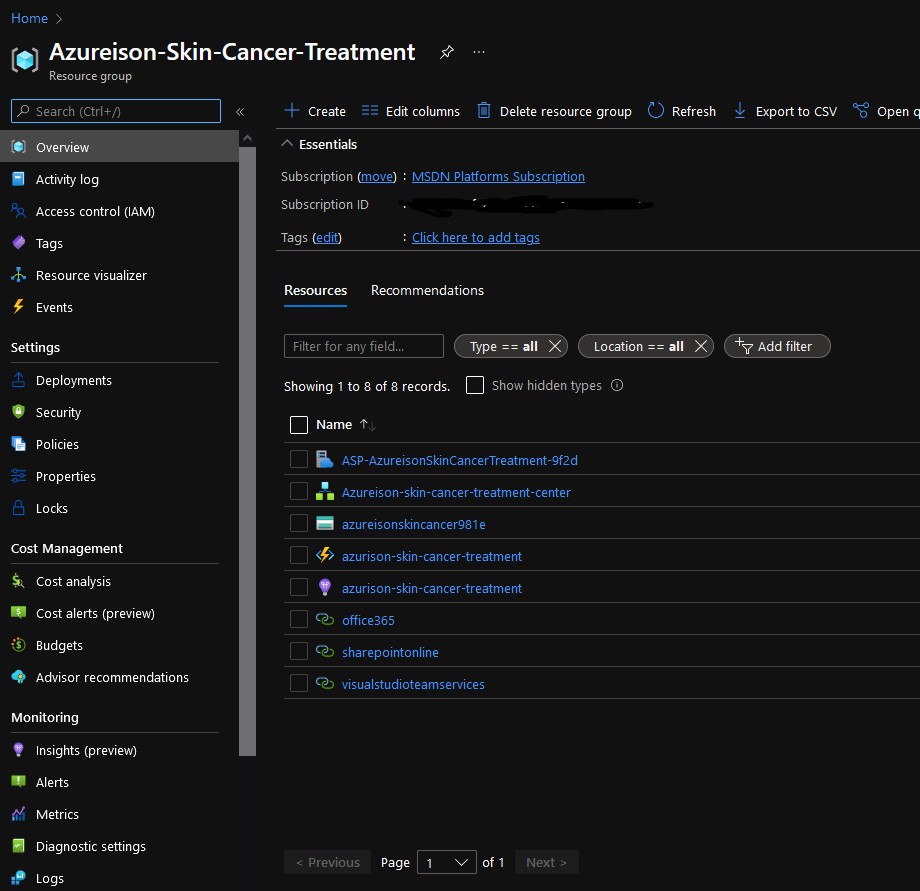 Home >
Azureison-Skin-Cancer-Treatment
...
Resource group
Search (Ctrl+/)
«
Overview
Activity log
Access control (IAM)
Tags
Resource visualizer
Events
Settings
Deployments
Security
Policies
Properties
Locks
Cost Management
Cost analysis
Cost alerts (preview)
Budgets
Advisor recommendations
Monitoring
Insights (preview)
Alerts
Metrics
Diagnostic settings
Logs
Create Edit columns Delete resource group Refresh Export to CSV Open q
Essentials
Subscription (move) : MSDN Platforms Subscription
Subscription ID :
Tags (edit) : Click here to add tags
Resources Recommendations
Filter for any field... Type == all Location == all Add filter
Showing 1 to 8 of 8 records. Show hidden types
Name ↑↓
ASP-AzureisonSkinCancerTreatment-9f2d
Azureison-skin-cancer-treatment-center
azureisonskincancer981e
azurison-skin-cancer-treatment
azurison-skin-cancer-treatment
office365
sharepointonline
visualstudioteamservices
< Previous Page 1 of 1 Next >